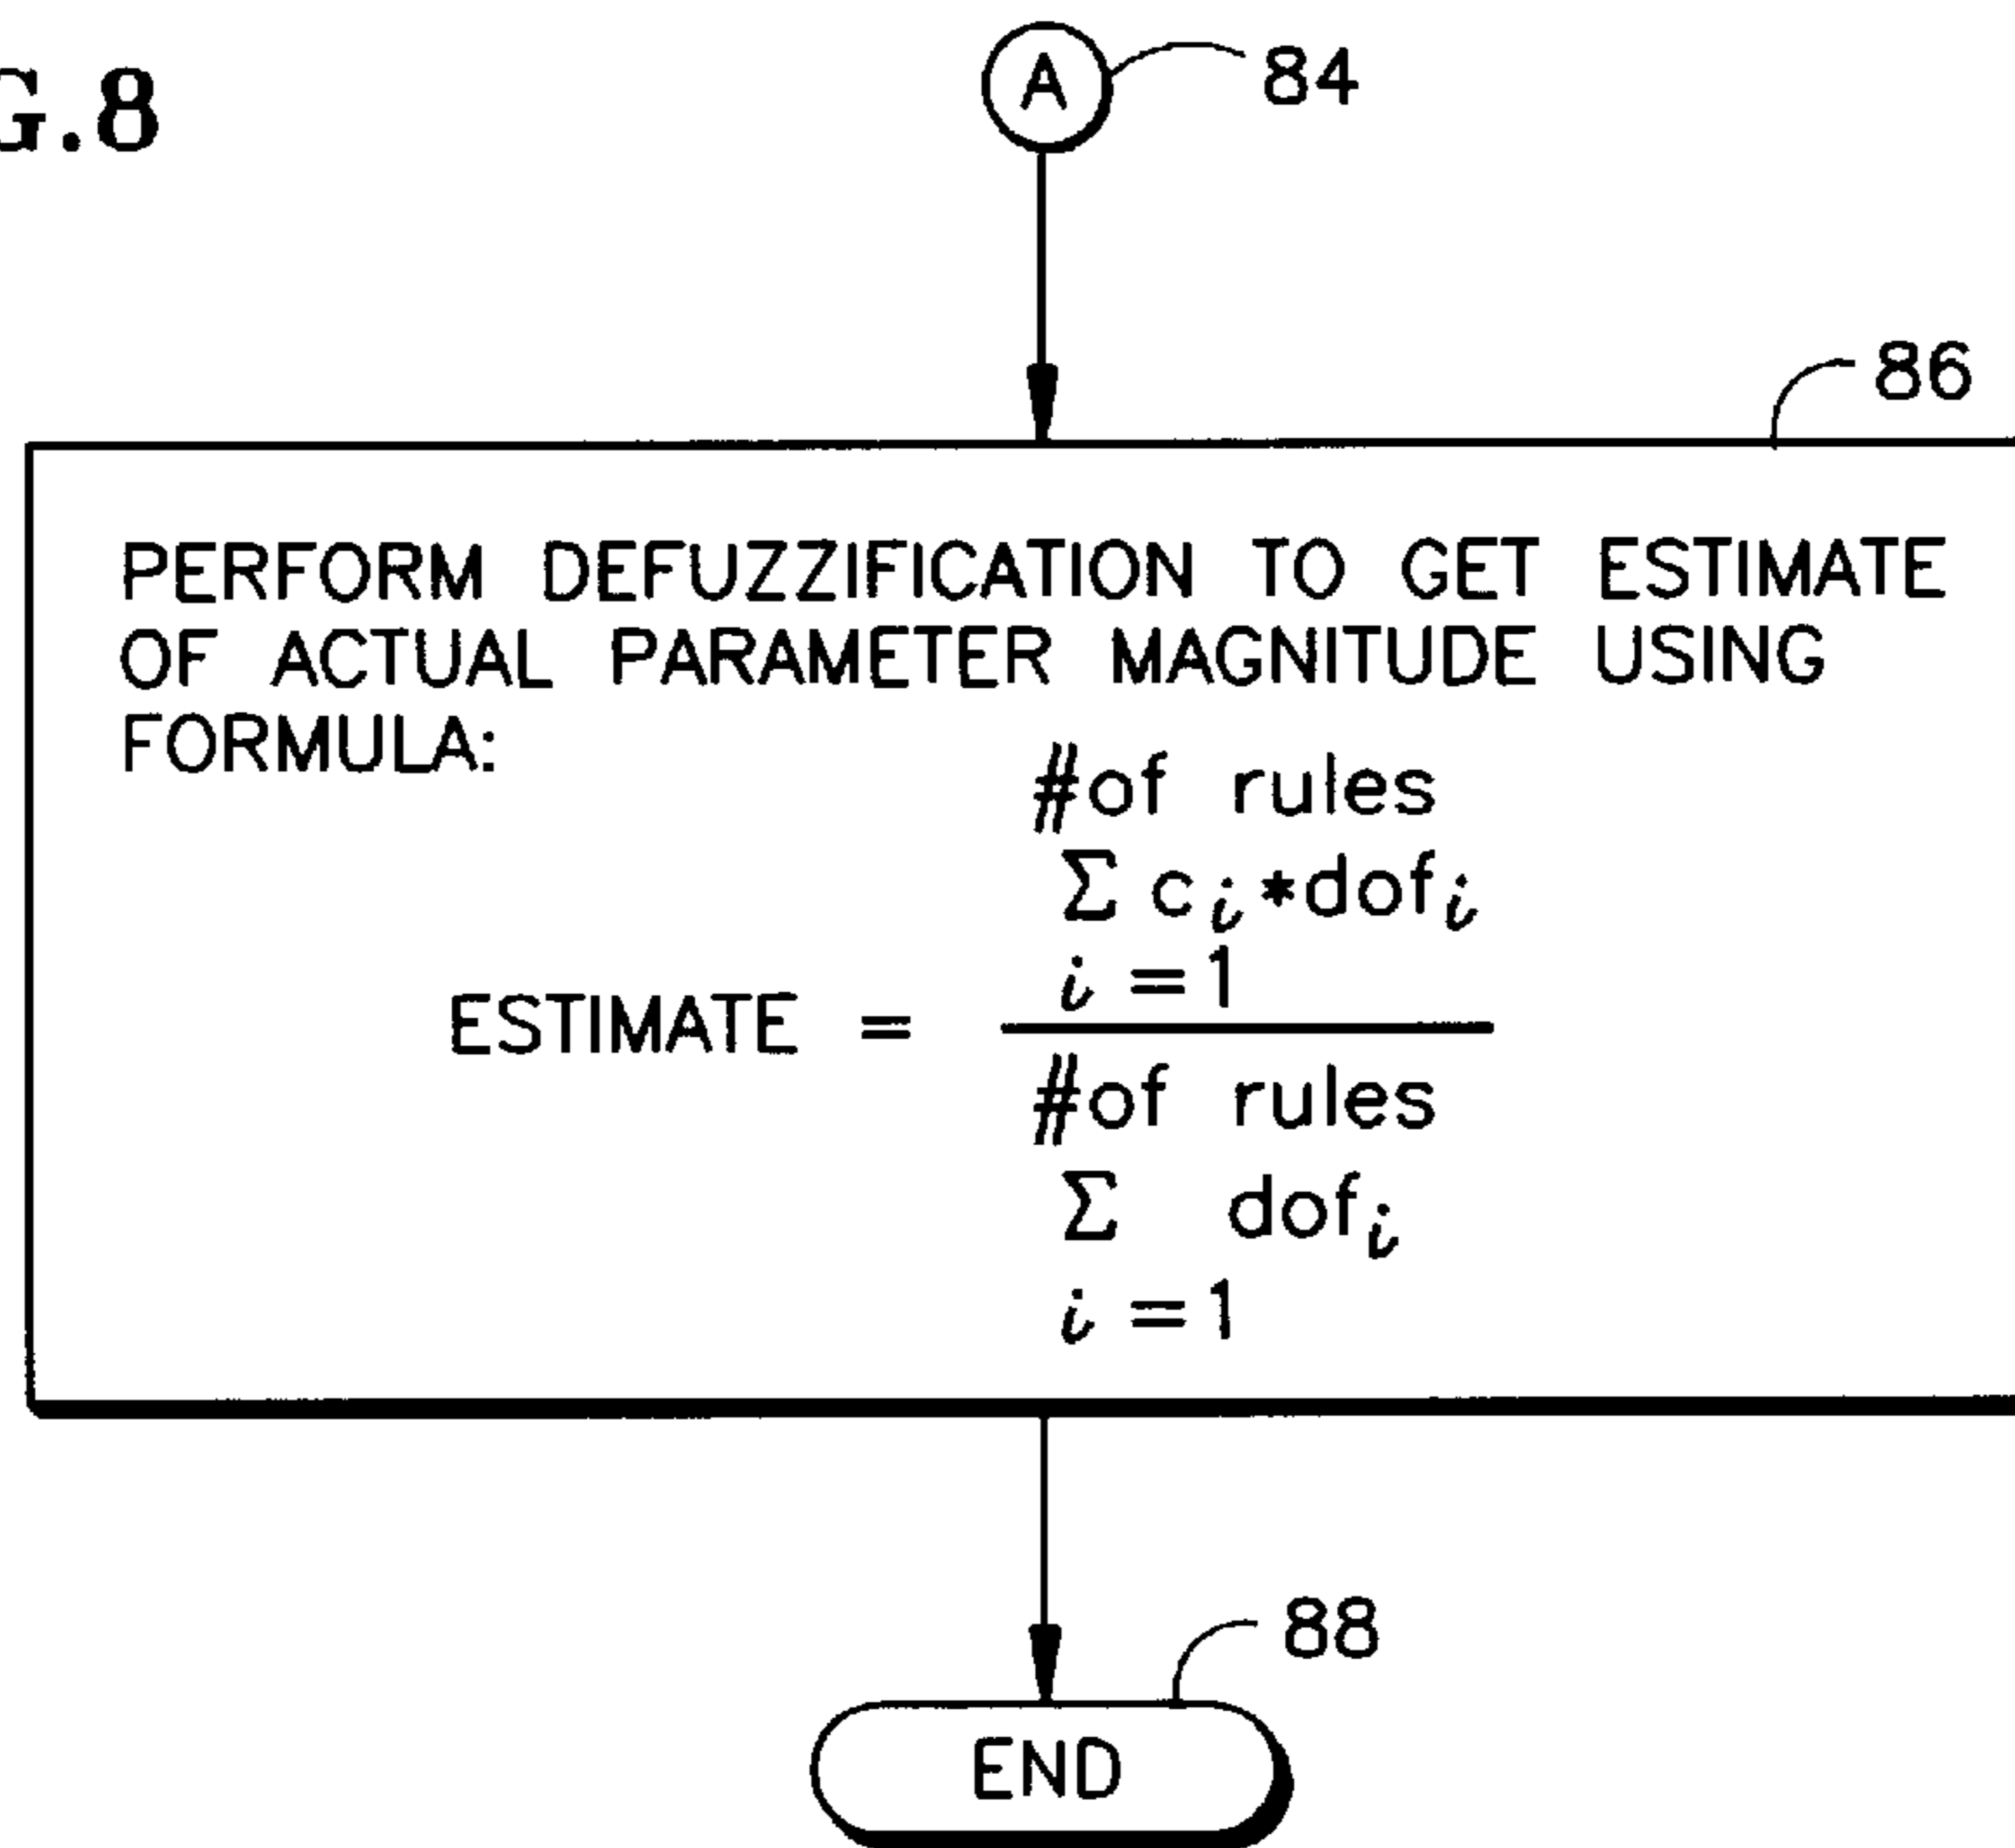 G.8
A
84
86
PERFORM DEFUZZIFICATION TO GET ESTIMATE
OF ACTUAL PARAMETER MAGNITUDE USING
FORMULA:
#of rules
Σ c_i*dof_i
i=1
ESTIMATE =
#of rules
Σ dof_i
i=1
88
END